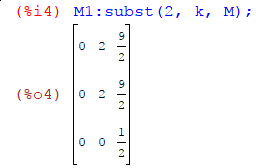 (%i4) M1:subst(2, k, M);
(%o4)
0 2 9/2
0 2 9/2
0 0 1/2